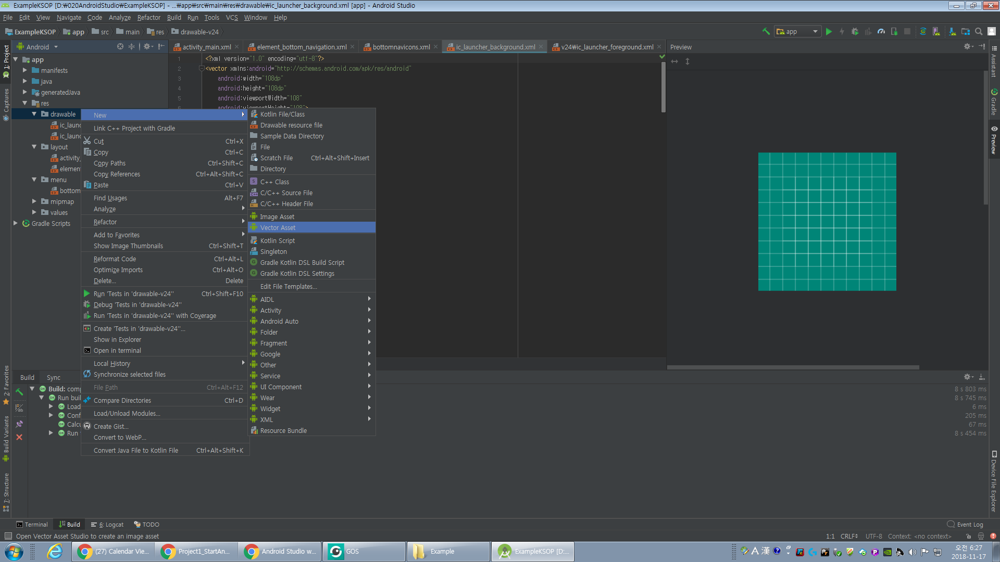 ExampleKSOP [D:₩020AndroidStudio₩ExampleKSOP] - ...₩app₩src₩main₩res₩drawable₩ic_launcher_background.xml [app] - Android Studio
File Edit View Navigate Code Analyze Refactor Build Run Tools VCS Window Help
ExampleKSOP app src main res drawable-v24
app
Android
activity_main.xml
element_bottom_navigation.xml
bottomnavicons.xml
ic_launcher_background.xml
v24₩ic_launcher_foreground.xml
Preview
1: Project
Captures
2: Favorites
Build Variants
7: Structure
app
manifests
java
generatedJava
res
drawable
ic_laun
ic_laun
layout
activity_
elemen
menu
bottom
mipmap
values
Gradle Scripts
1 <?xml version="1.0" encoding="utf-8"?>
2 <vector xmlns:android="http://schemas.android.com/apk/res/android"
3 android:width="108dp"
4 android:height="108dp"
5 android:viewportWidth="108"
6 android:viewportHeight="108">
New
Link C++ Project with Gradle
Cut Ctrl+X
Copy Ctrl+C
Copy Paths Ctrl+Shift+C
Copy References Ctrl+Alt+Shift+C
Paste Ctrl+V
Find Usages Alt+F7
Analyze
Refactor
Add to Favorites
Show Image Thumbnails Ctrl+Shift+T
Reformat Code Ctrl+Alt+L
Optimize Imports Ctrl+Alt+O
Delete... Delete
Run 'Tests in 'drawable-v24'' Ctrl+Shift+F10
Debug 'Tests in 'drawable-v24''
Run 'Tests in 'drawable-v24'' with Coverage
Create 'Tests in 'drawable-v24''...
Show in Explorer
Open in terminal
Local History
Synchronize selected files
File Path Ctrl+Alt+F12
Compare Directories Ctrl+D
Load/Unload Modules...
Create Gist...
Convert to WebP...
Convert Java File to Kotlin File Ctrl+Alt+Shift+K
Kotlin File/Class
Drawable resource file
Sample Data Directory
File
Scratch File Ctrl+Alt+Shift+Insert
Directory
C++ Class
C/C++ Source File
C/C++ Header File
Image Asset
Vector Asset
Kotlin Script
Singleton
Gradle Kotlin DSL Build Script
Gradle Kotlin DSL Settings
Edit File Templates...
AIDL
Activity
Android Auto
Folder
Fragment
Google
Other
Service
UI Component
Wear
Widget
XML
Resource Bundle
Assistant
Gradle
Preview
Device File Explorer
Build Sync
Build: comp
Run buil
Load
Conf
Calcu
Run
8 s 803 ms
8 s 745 ms
6 ms
205 ms
67 ms
8 s 454 ms
Terminal Build 6: Logcat TODO
Event Log
Open Vector Asset Studio to create an image asset
1:1 CRLF UTF-8 Context: <no context>
(27) Calendar Vie...
Project1_StartAn...
Android Studio w...
GOS
Example
ExampleKSOP [D:...
A 漢
오전 6:27
2018-11-17